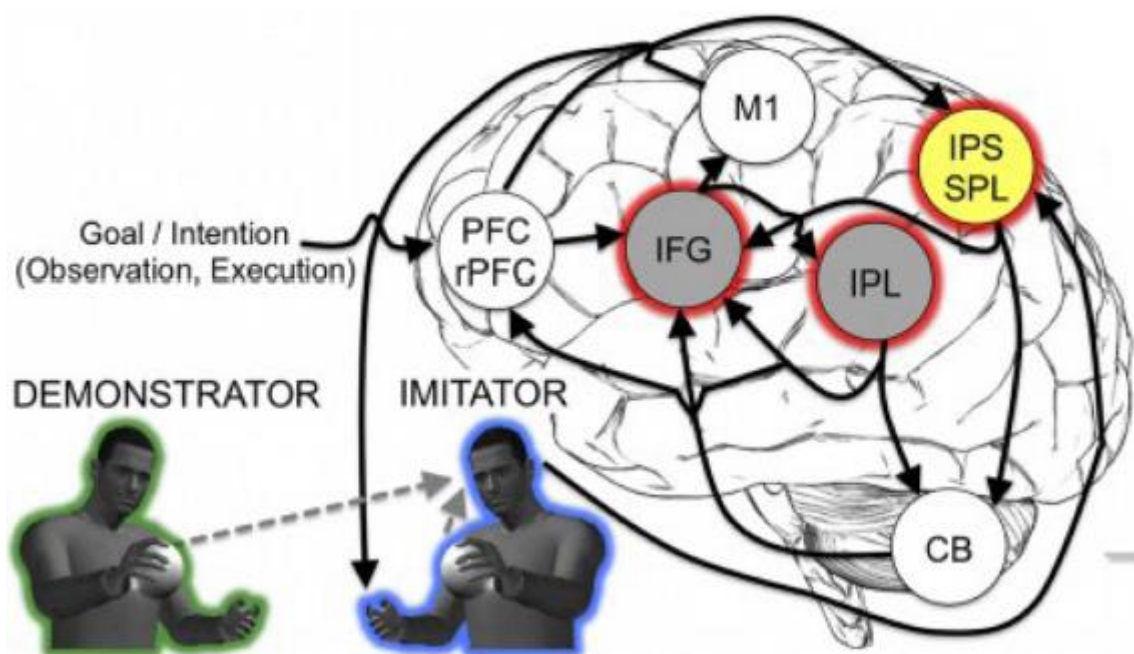 M1
IPS
SPL
Goal / Intention
(Observation, Execution)
PFC
rPFC
IFG
IPL
DEMONSTRATOR
IMITATOR
CB